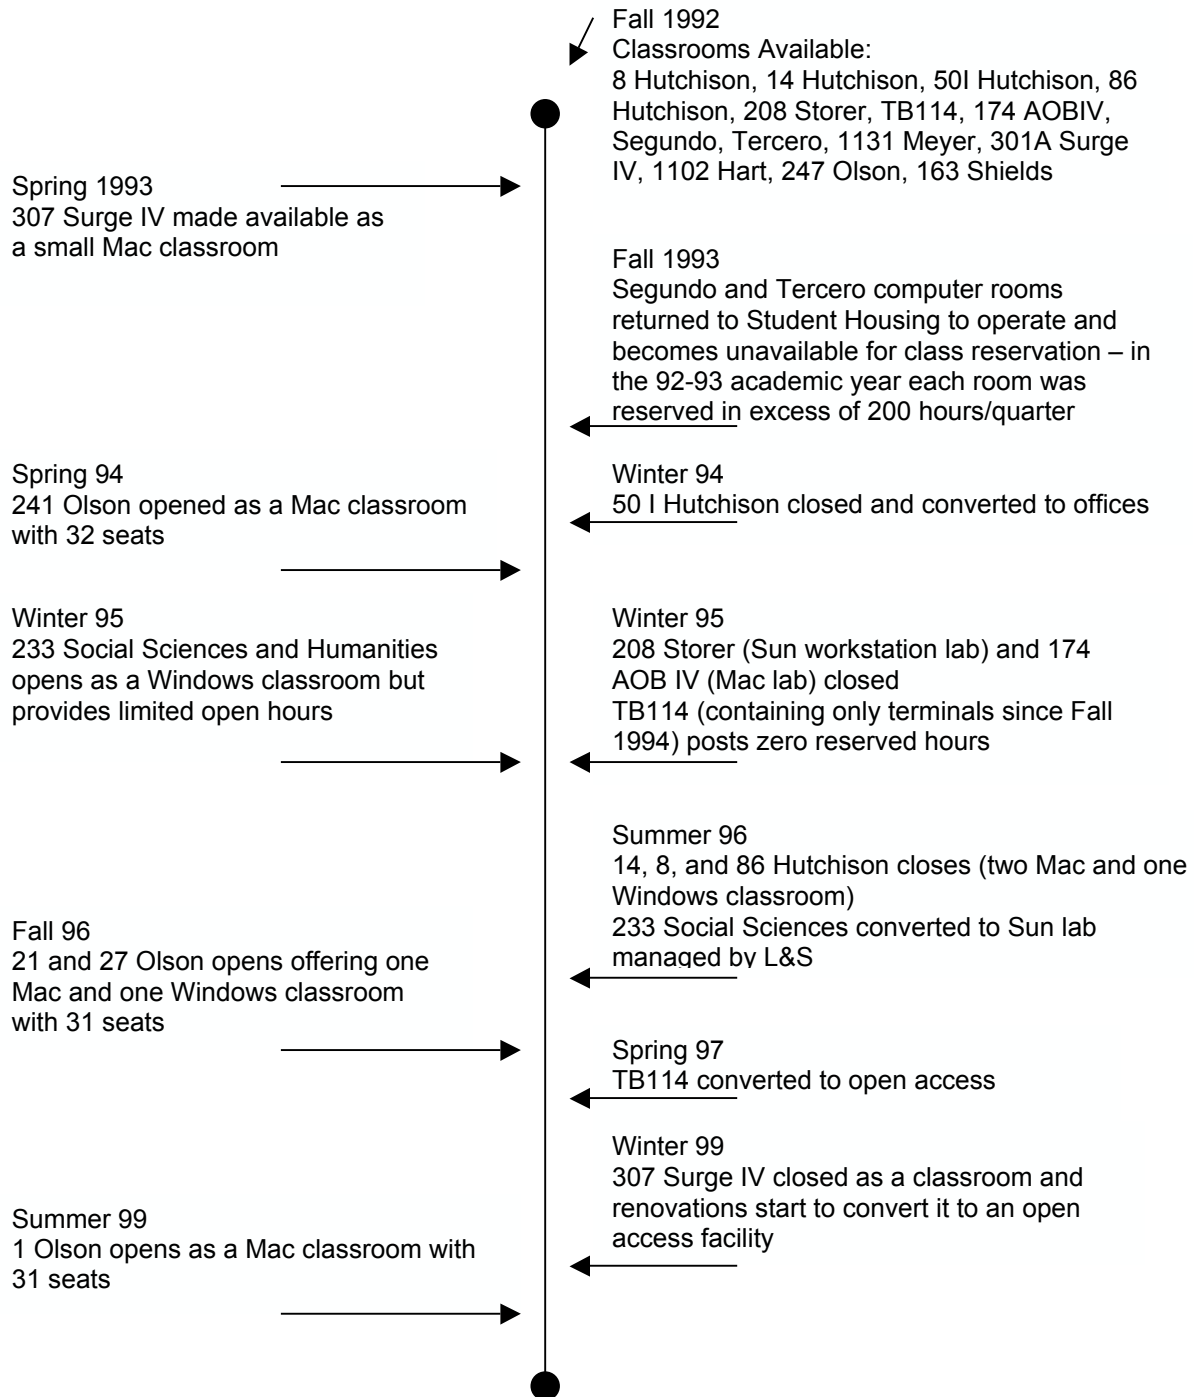 Fall 1992
Classrooms Available:
8 Hutchison, 14 Hutchison, 50I Hutchison, 86
Hutchison, 208 Storer, TB114, 174 AOBIV,
Segundo, Tercero, 1131 Meyer, 301A Surge
IV, 1102 Hart, 247 Olson, 163 Shields
Spring 1993
307 Surge IV made available as
a small Mac classroom
Fall 1993
Segundo and Tercero computer rooms
returned to Student Housing to operate and
becomes unavailable for class reservation – in
the 92-93 academic year each room was
reserved in excess of 200 hours/quarter
Spring 94
241 Olson opened as a Mac classroom
with 32 seats
Winter 94
50 I Hutchison closed and converted to offices
Winter 95
233 Social Sciences and Humanities
opens as a Windows classroom but
provides limited open hours
Winter 95
208 Storer (Sun workstation lab) and 174
AOB IV (Mac lab) closed
TB114 (containing only terminals since Fall
1994) posts zero reserved hours
Summer 96
14, 8, and 86 Hutchison closes (two Mac and one
Windows classroom)
233 Social Sciences converted to Sun lab
managed by L&S
Fall 96
21 and 27 Olson opens offering one
Mac and one Windows classroom
with 31 seats
Spring 97
TB114 converted to open access
Winter 99
307 Surge IV closed as a classroom and
renovations start to convert it to an open
access facility
Summer 99
1 Olson opens as a Mac classroom with
31 seats